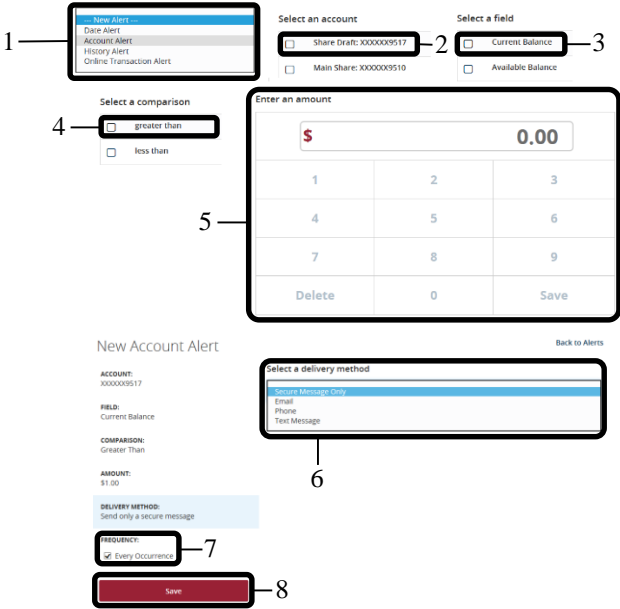 1
--- New Alert ---
Date Alert
Account Alert
History Alert
Online Transaction Alert
Select an account
Share Draft: XXXXXX9517
2
Main Share: XXXXXX9510
Select a field
Current Balance
3
Available Balance
Select a comparison
4
greater than
less than
Enter an amount
$ 0.00
1 2 3
4 5 6
5
7 8 9
Delete 0 Save
New Account Alert
Back to Alerts
ACCOUNT:
XXXXXX9517
FIELD:
Current Balance
COMPARISON:
Greater Than
AMOUNT:
$1.00
DELIVERY METHOD:
Send only a secure message
Select a delivery method
Secure Message Only
Email
Phone
Text Message
6
FREQUENCY:
Every Occurrence
7
Save
8